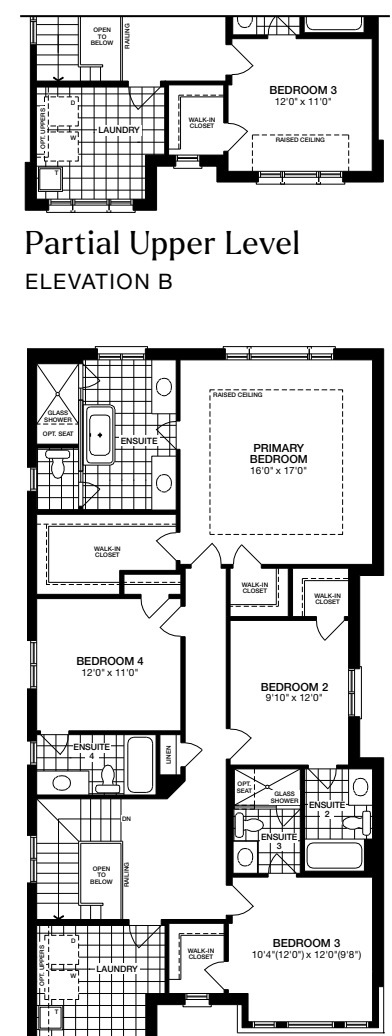 OPEN
TO
BELOW
RAILING
BEDROOM 3
12'0" x 11'0"
RAISED CEILING
WALK-IN
CLOSET
OPT. UPPERS
D
W
LAUNDRY
T
Partial Upper Level
ELEVATION B
GLASS
SHOWER
OPT. SEAT
ENSUITE
RAISED CEILING
PRIMARY
BEDROOM
16'0" x 17'0"
WALK-IN
CLOSET
WALK-IN
CLOSET
WALK-IN
CLOSET
BEDROOM 4
12'0" x 11'0"
BEDROOM 2
9'10" x 12'0"
ENSUITE
4
LINEN
OPT.
SEAT
GLASS
SHOWER
ENSUITE
2
ENSUITE
3
DN
OPEN
TO
BELOW
RAILING
BEDROOM 3
10'4"(12'0") x 12'0"(9'8")
WALK-IN
CLOSET
OPT. UPPERS
D
W
LAUNDRY
T